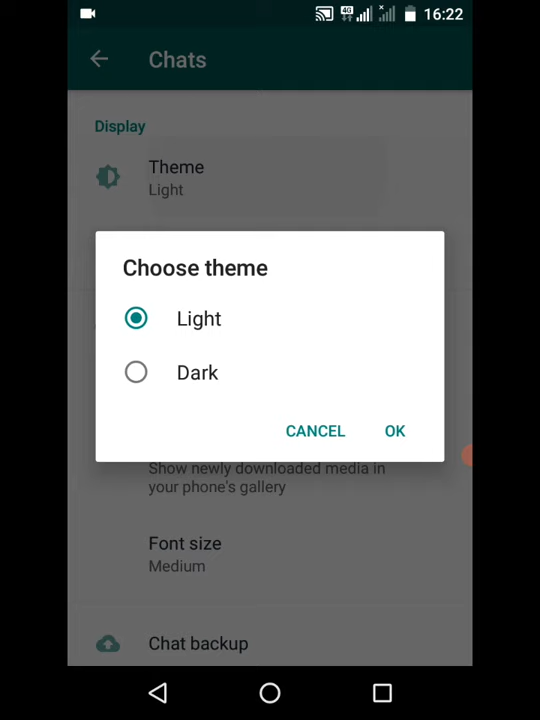 4G 16:22
Chats
Display
Theme
Light
Choose theme
Light
Dark
CANCEL OK
Show newly downloaded media in
your phone's gallery
Font size
Medium
Chat backup